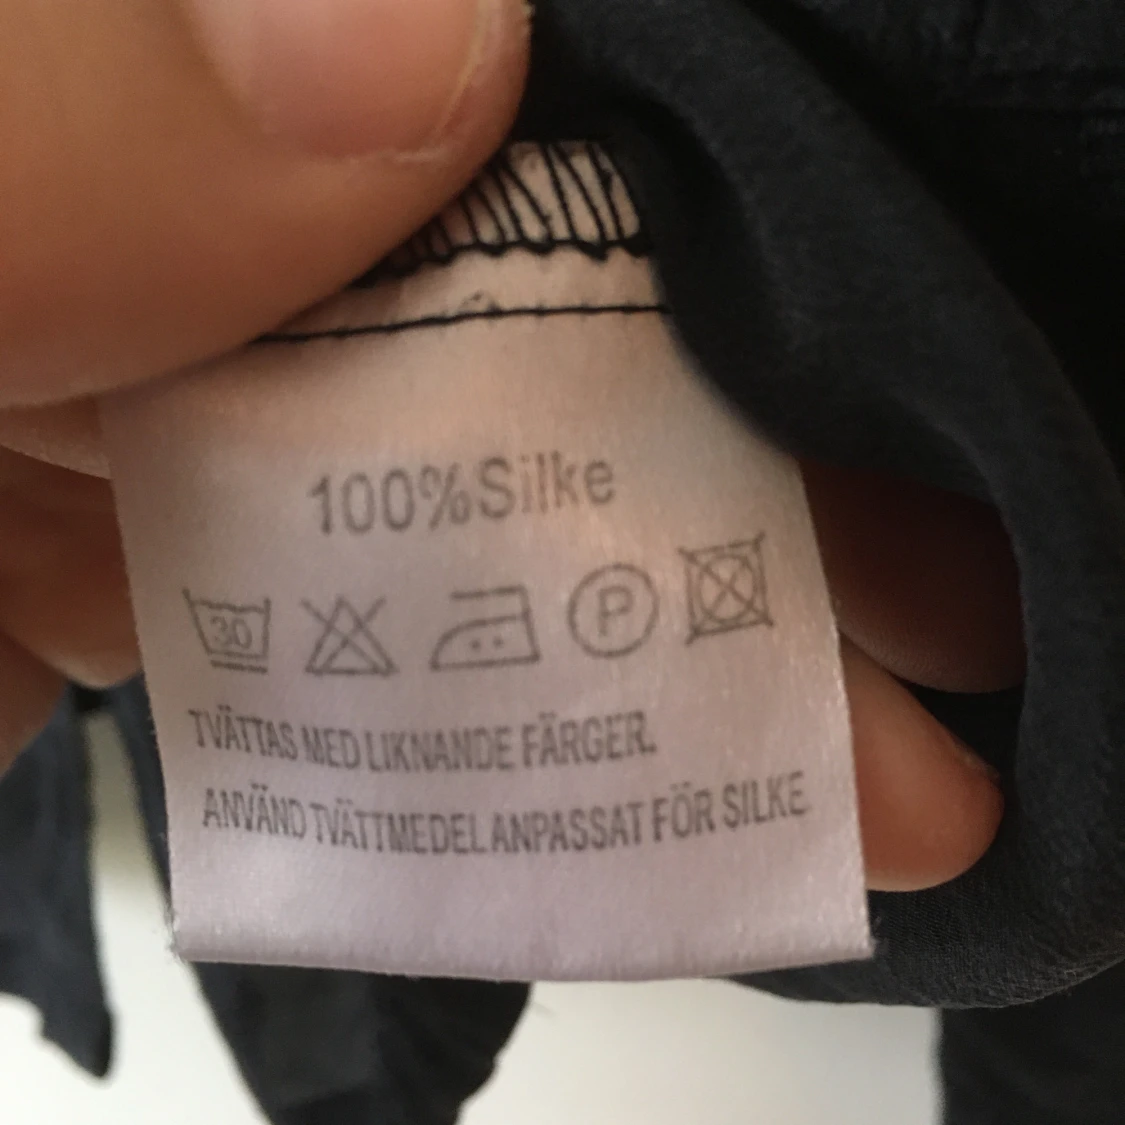 100%Silke
30 P
TVÄTTAS MED LIKNANDE FÄRGER.
ANVÄND TVÄTTMEDEL ANPASSAT FÖR SILKE